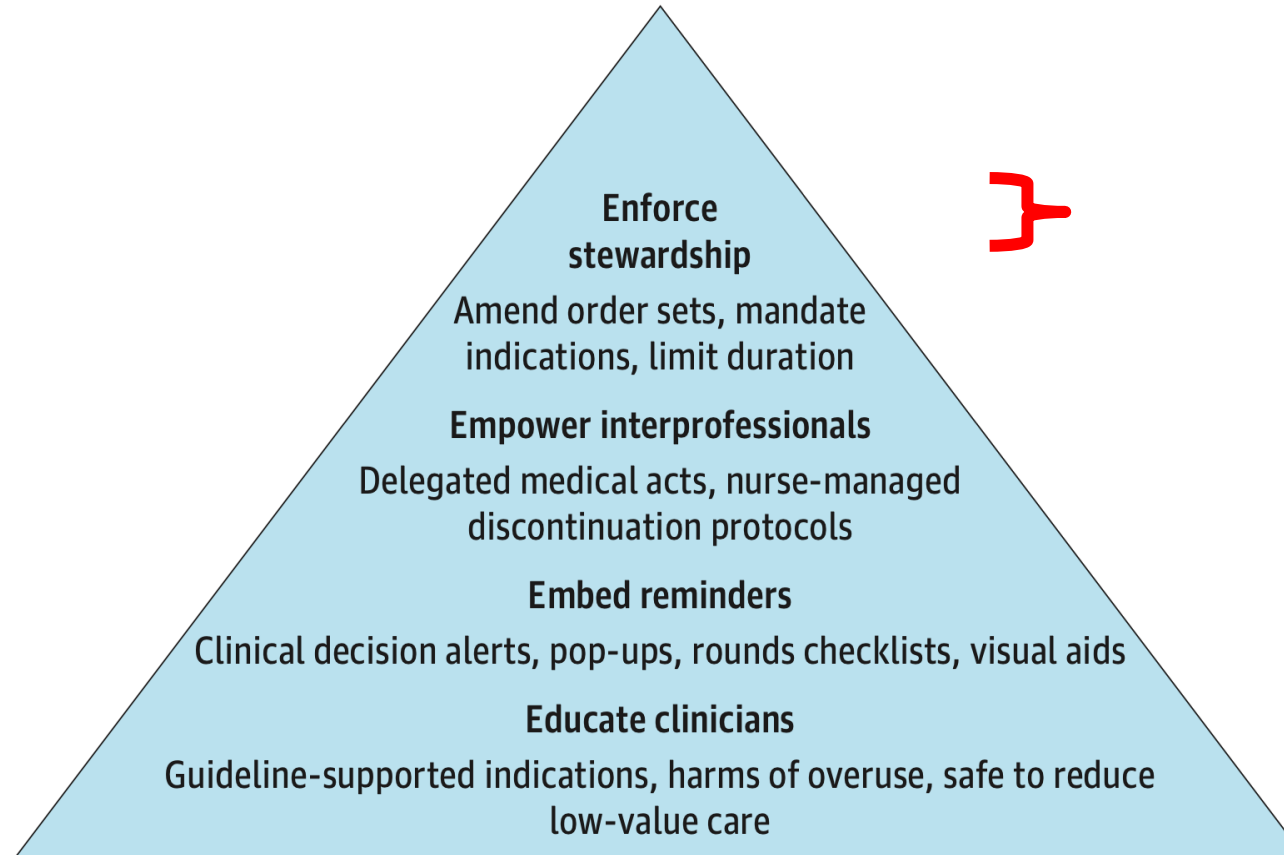 Enforce
stewardship
Amend order sets, mandate
indications, limit duration
Empower interprofessionals
Delegated medical acts, nurse-managed
discontinuation protocols
Embed reminders
Clinical decision alerts, pop-ups, rounds checklists, visual aids
Educate clinicians
Guideline-supported indications, harms of overuse, safe to reduce
low-value care